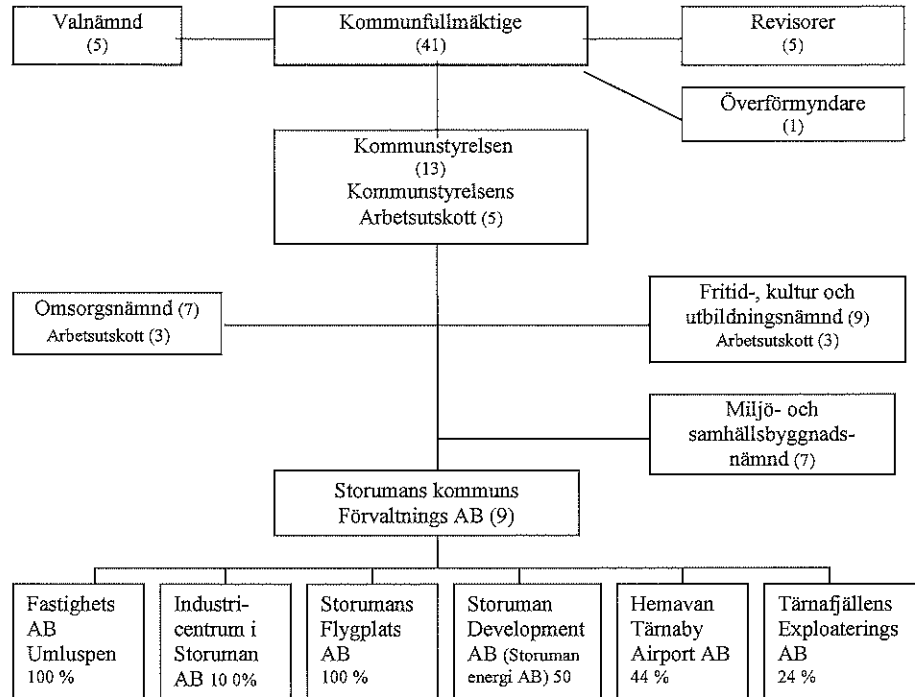 Valnämnd
(5)
Kommunfullmäktige
(41)
Revisorer
(5)
Överförmyndare
(1)
Kommunstyrelsen
(13)
Kommunstyrelsens
Arbetsutskott (5)
Omsorgsnämnd (7)
Arbetsutskott (3)
Fritid-, kultur och
utbildningsnämnd (9)
Arbetsutskott (3)
Miljö- och
samhällsbyggnads-
nämnd (7)
Storumans kommuns
Förvaltnings AB (9)
Fastighets
AB
Umluspen
100 %
Industri-
centrum i
Storuman
AB 10 0%
Storumans
Flygplats
AB
100 %
Storuman
Development
AB (Storuman
energi AB) 50
Hemavan
Tärnaby
Airport AB
44 %
Tärnafjällens
Exploaterings
AB
24 %